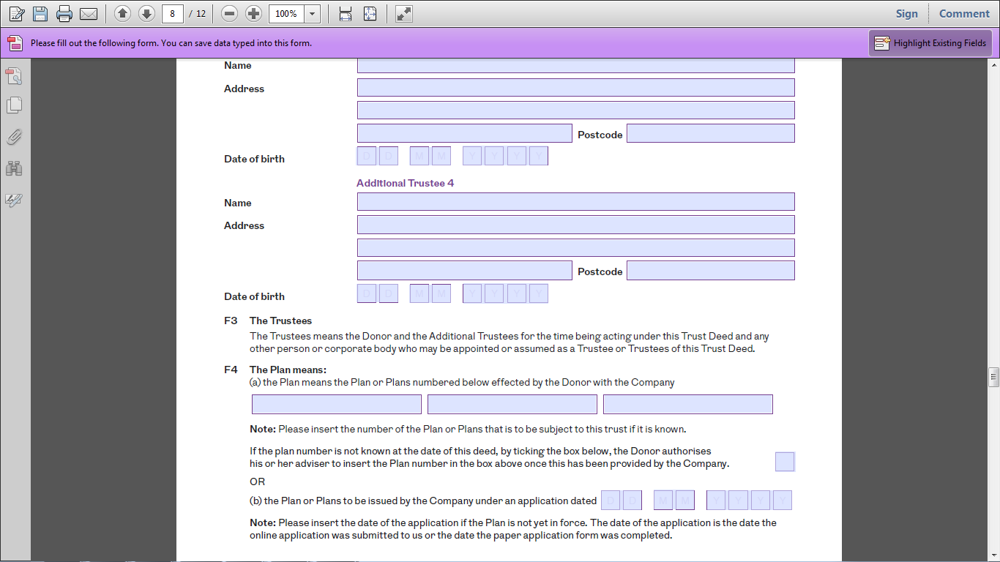 8 / 12 100% Sign Comment
Please fill out the following form. You can save data typed into this form. Highlight Existing Fields
Name
Address
Postcode
Date of birth D D M M Y Y Y Y
Additional Trustee 4
Name
Address
Postcode
Date of birth D D M M Y Y Y Y
F3 The Trustees
The Trustees means the Donor and the Additional Trustees for the time being acting under this Trust Deed and any
other person or corporate body who may be appointed or assumed as a Trustee or Trustees of this Trust Deed.
F4 The Plan means:
(a) the Plan means the Plan or Plans numbered below effected by the Donor with the Company
Note: Please insert the number of the Plan or Plans that is to be subject to this trust if it is known.
If the plan number is not known at the date of this deed, by ticking the box below, the Donor authorises
his or her adviser to insert the Plan number in the box above once this has been provided by the Company.
OR
(b) the Plan or Plans to be issued by the Company under an application dated D D M M Y Y Y Y
Note: Please insert the date of the application if the Plan is not yet in force. The date of the application is the date the
online application was submitted to us or the date the paper application form was completed.